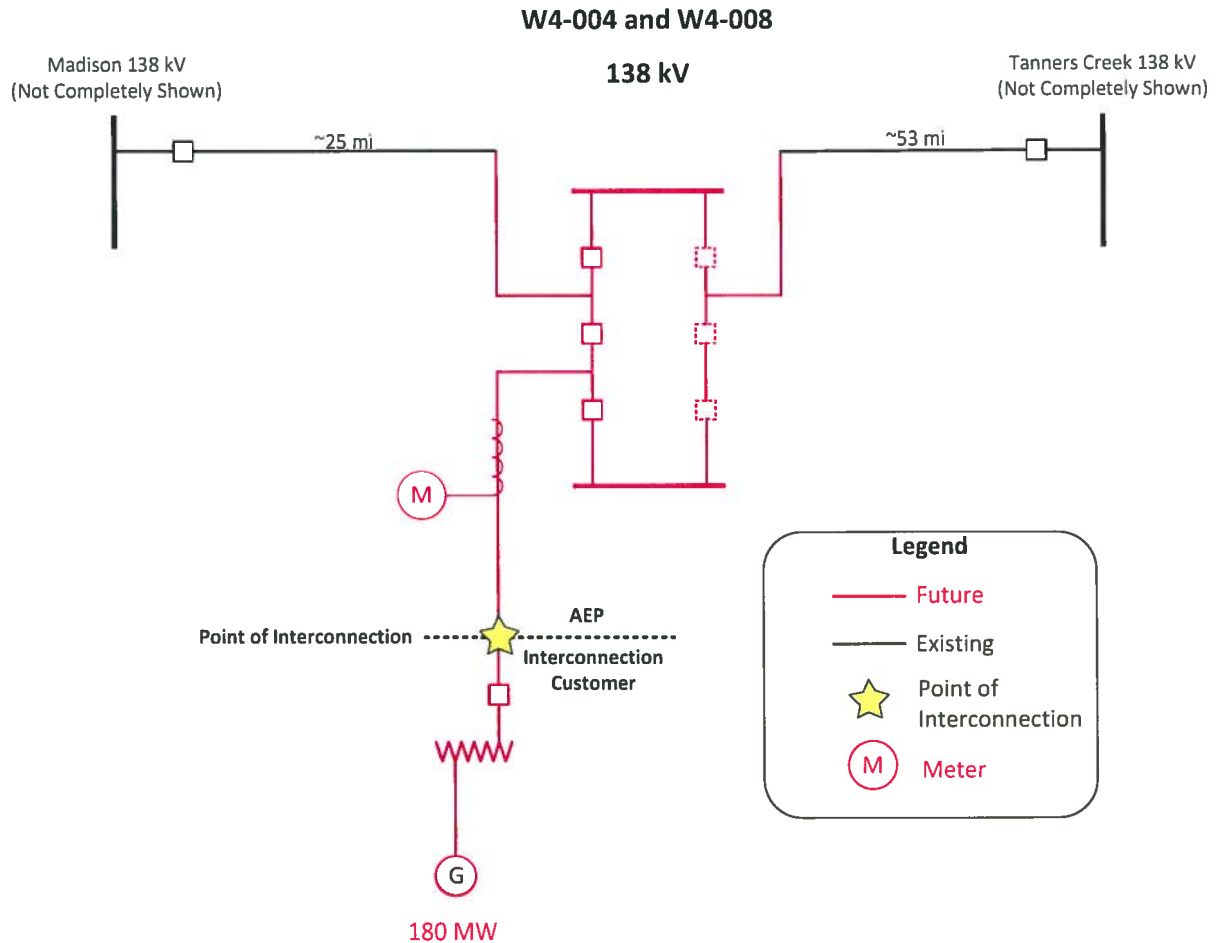 W4-004 and W4-008
138 kV
Madison 138 kV
(Not Completely Shown)
Tanners Creek 138 kV
(Not Completely Shown)
~25 mi
~53 mi
M
Point of Interconnection
AEP
Interconnection
Customer
G
180 MW
Legend
Future
Existing
Point of
Interconnection
M
Meter